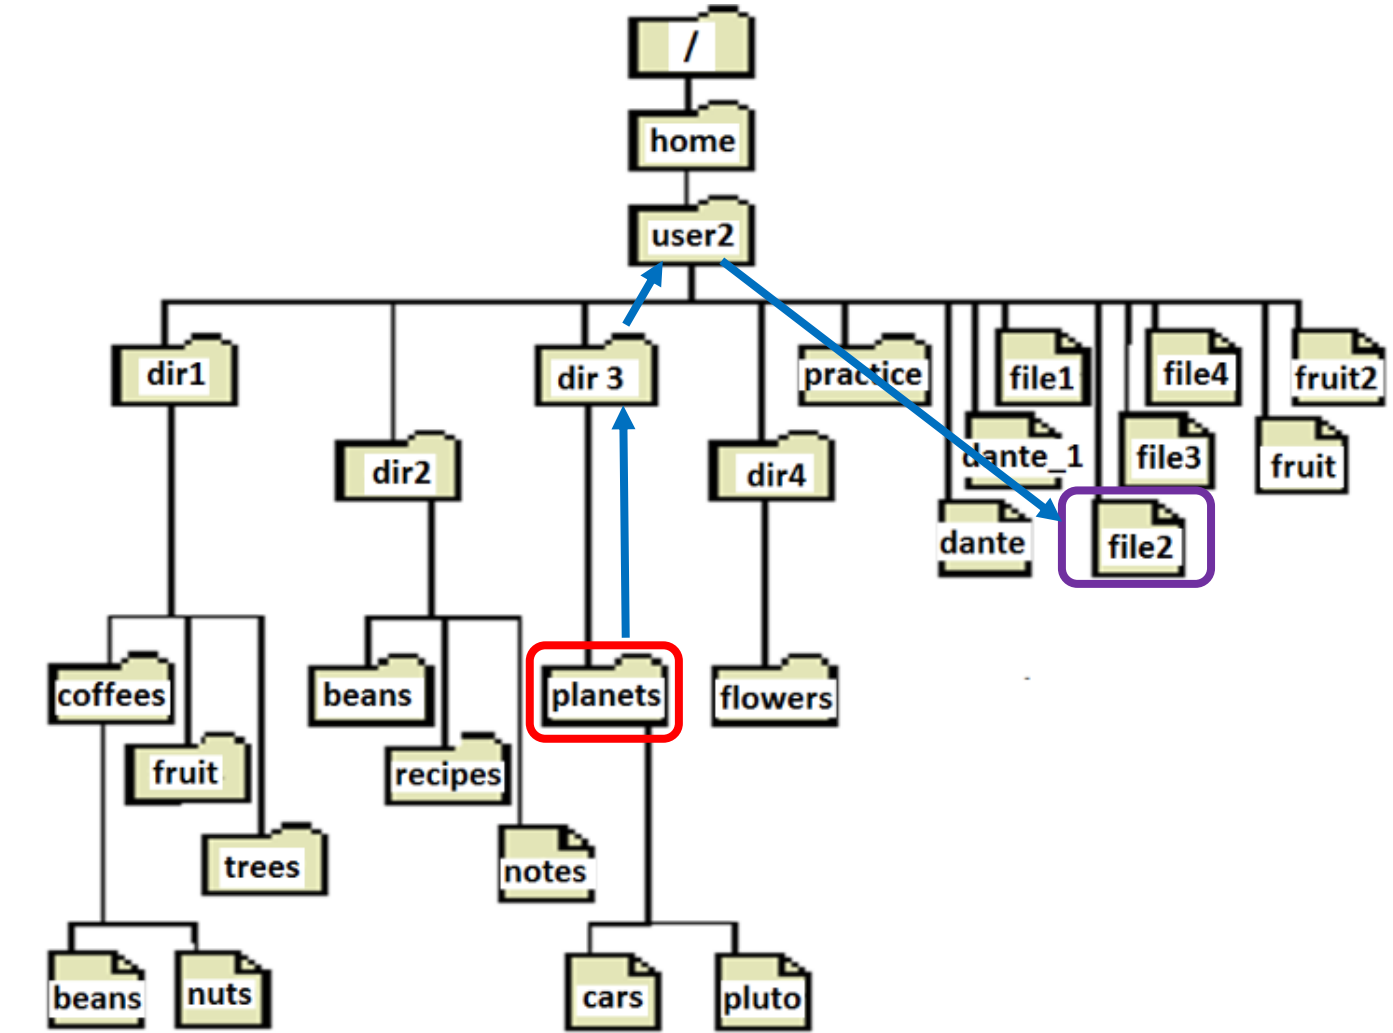 /
home
user2
dir1
dir 3
practice
file1
file4
fruit2
dir2
dir4
dante_1
file3
fruit
dante
file2
coffees
beans
planets
flowers
fruit
recipes
trees
notes
beans
nuts
cars
pluto